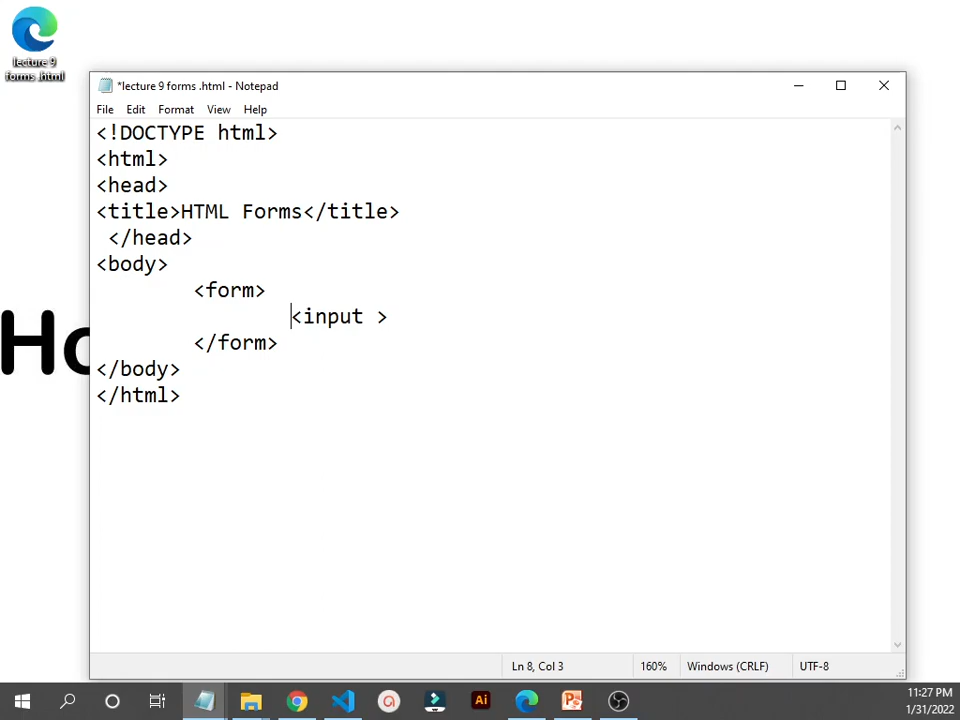 lecture 9
forms .html
*lecture 9 forms .html - Notepad
File Edit Format View Help
<!DOCTYPE html>
<html>
<head>
<title>HTML Forms</title>
</head>
<body>
<form>
<input >
</form>
</body>
</html>
Ho
Ln 8, Col 3 160% Windows (CRLF) UTF-8
Ai
11:27 PM
1/31/2022